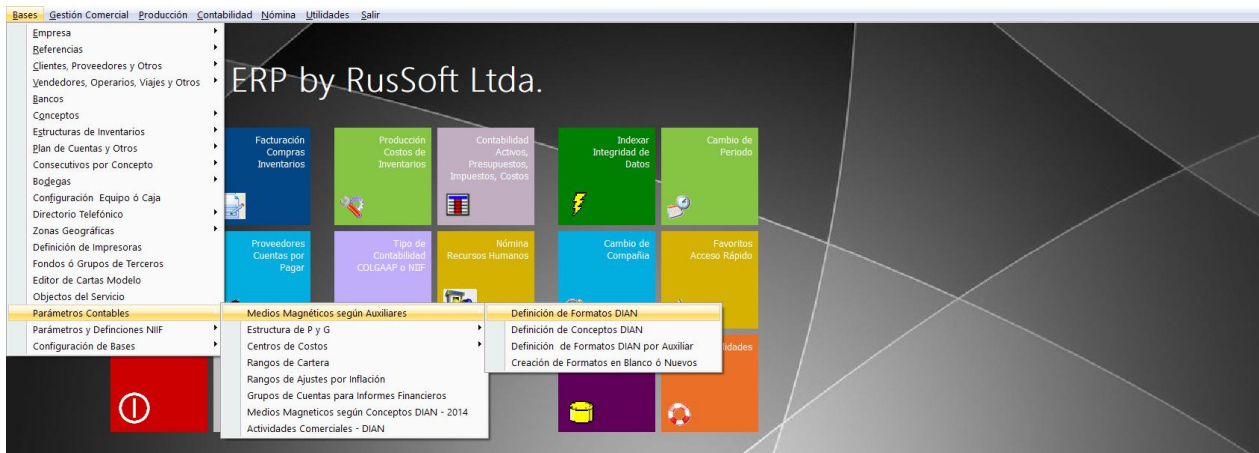 Bases Gestión Comercial Producción Contabilidad Nómina Utilidades Salir
Empresa
Referencias
Clientes, Proveedores y Otros
Vendedores, Operarios, Viajes y Otros
Bancos
Conceptos
Estructuras de Inventarios
Plan de Cuentas y Otros
Consecutivos por Concepto
Bodegas
Configuración Equipo ó Caja
Directorio Telefónico
Zonas Geográficas
Definición de Impresoras
Fondos ó Grupos de Terceros
Editor de Cartas Modelo
Objectos del Servicio
Parámetros Contables
Parámetros y Definciones NIIF
Configuración de Bases
Medios Magnéticos según Auxiliares
Estructura de P y G
Centros de Costos
Rangos de Cartera
Rangos de Ajustes por Inflación
Grupos de Cuentas para Informes Financieros
Medios Magneticos según Conceptos DIAN - 2014
Actividades Comerciales - DIAN
Definición de Formatos DIAN
Definición de Conceptos DIAN
Definición de Formatos DIAN por Auxiliar
Creación de Formatos en Blanco ó Nuevos
ERP by RusSoft Ltda.
Facturación
Compras
Inventarios
Producción
Costos de
Inventarios
Contabilidad
Activos,
Presupuestos,
Impuestos, Costos
Indexar
Integridad de
Datos
Cambio de
Periodo
Proveedores
Cuentas por
Pagar
Tipo de
Contabilidad
COLGAAP o NIIF
Nómina
Recursos Humanos
Cambio de
Compañia
Favoritos
Acceso Rápido